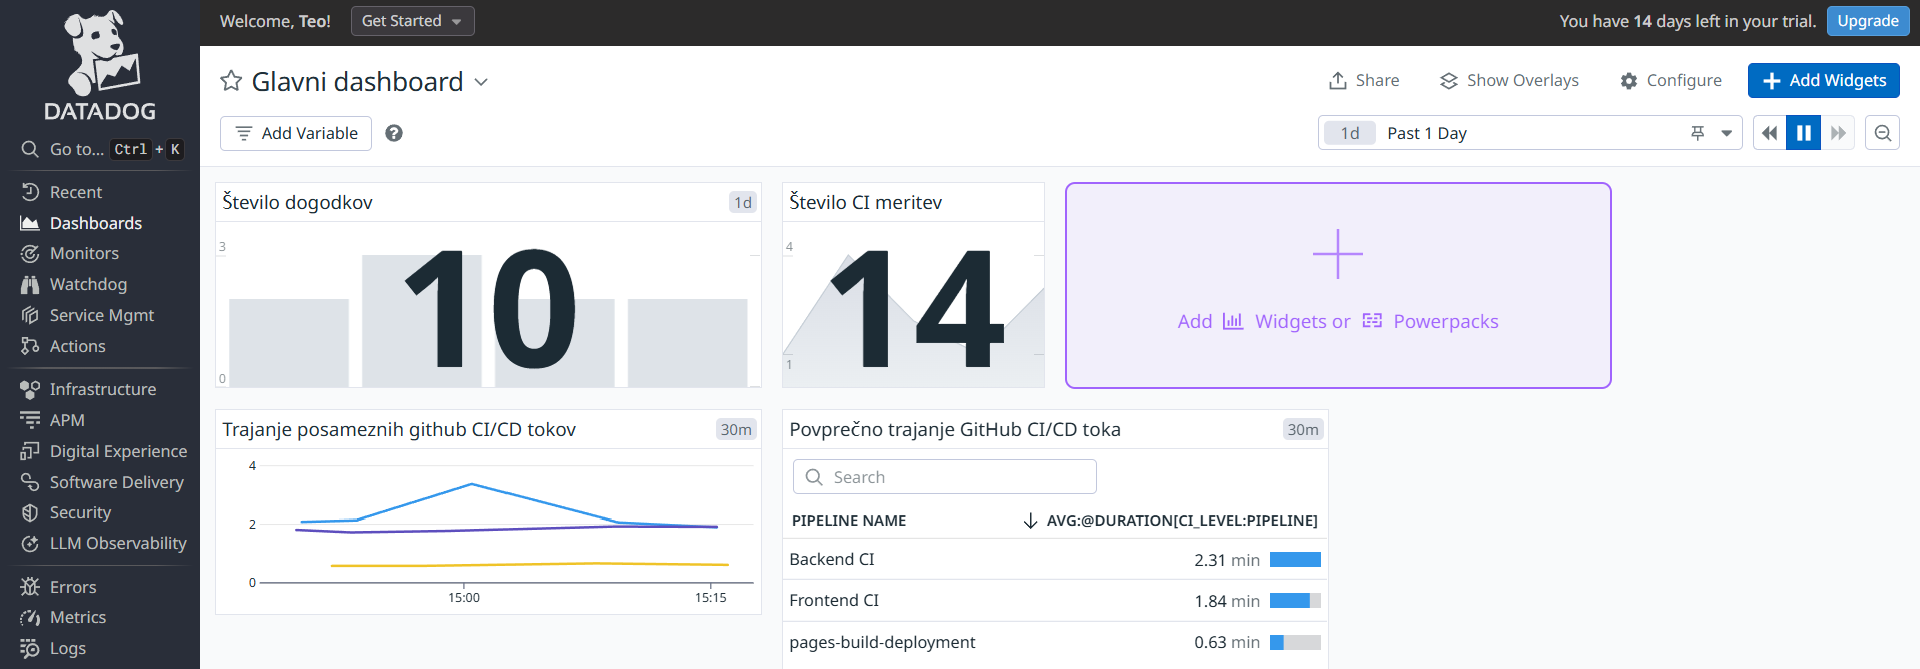 Welcome, Teo!
Get Started
You have 14 days left in your trial.
Upgrade
DATADOG
Go to... Ctrl + K
Recent
Dashboards
Monitors
Watchdog
Service Mgmt
Actions
Infrastructure
APM
Digital Experience
Software Delivery
Security
LLM Observability
Errors
Metrics
Logs
Glavni dashboard
Share
Show Overlays
Configure
Add Widgets
Add Variable
?
1d Past 1 Day
Število dogodkov 1d
3
10
0
Število CI meritev
4
14
1
Add Widgets or Powerpacks
Trajanje posameznih github CI/CD tokov 30m
4
2
0
15:00 15:15
Povprečno trajanje GitHub CI/CD toka 30m
Search
PIPELINE NAME AVG:@DURATION[CI_LEVEL:PIPELINE]
Backend CI 2.31 min
Frontend CI 1.84 min
pages-build-deployment 0.63 min